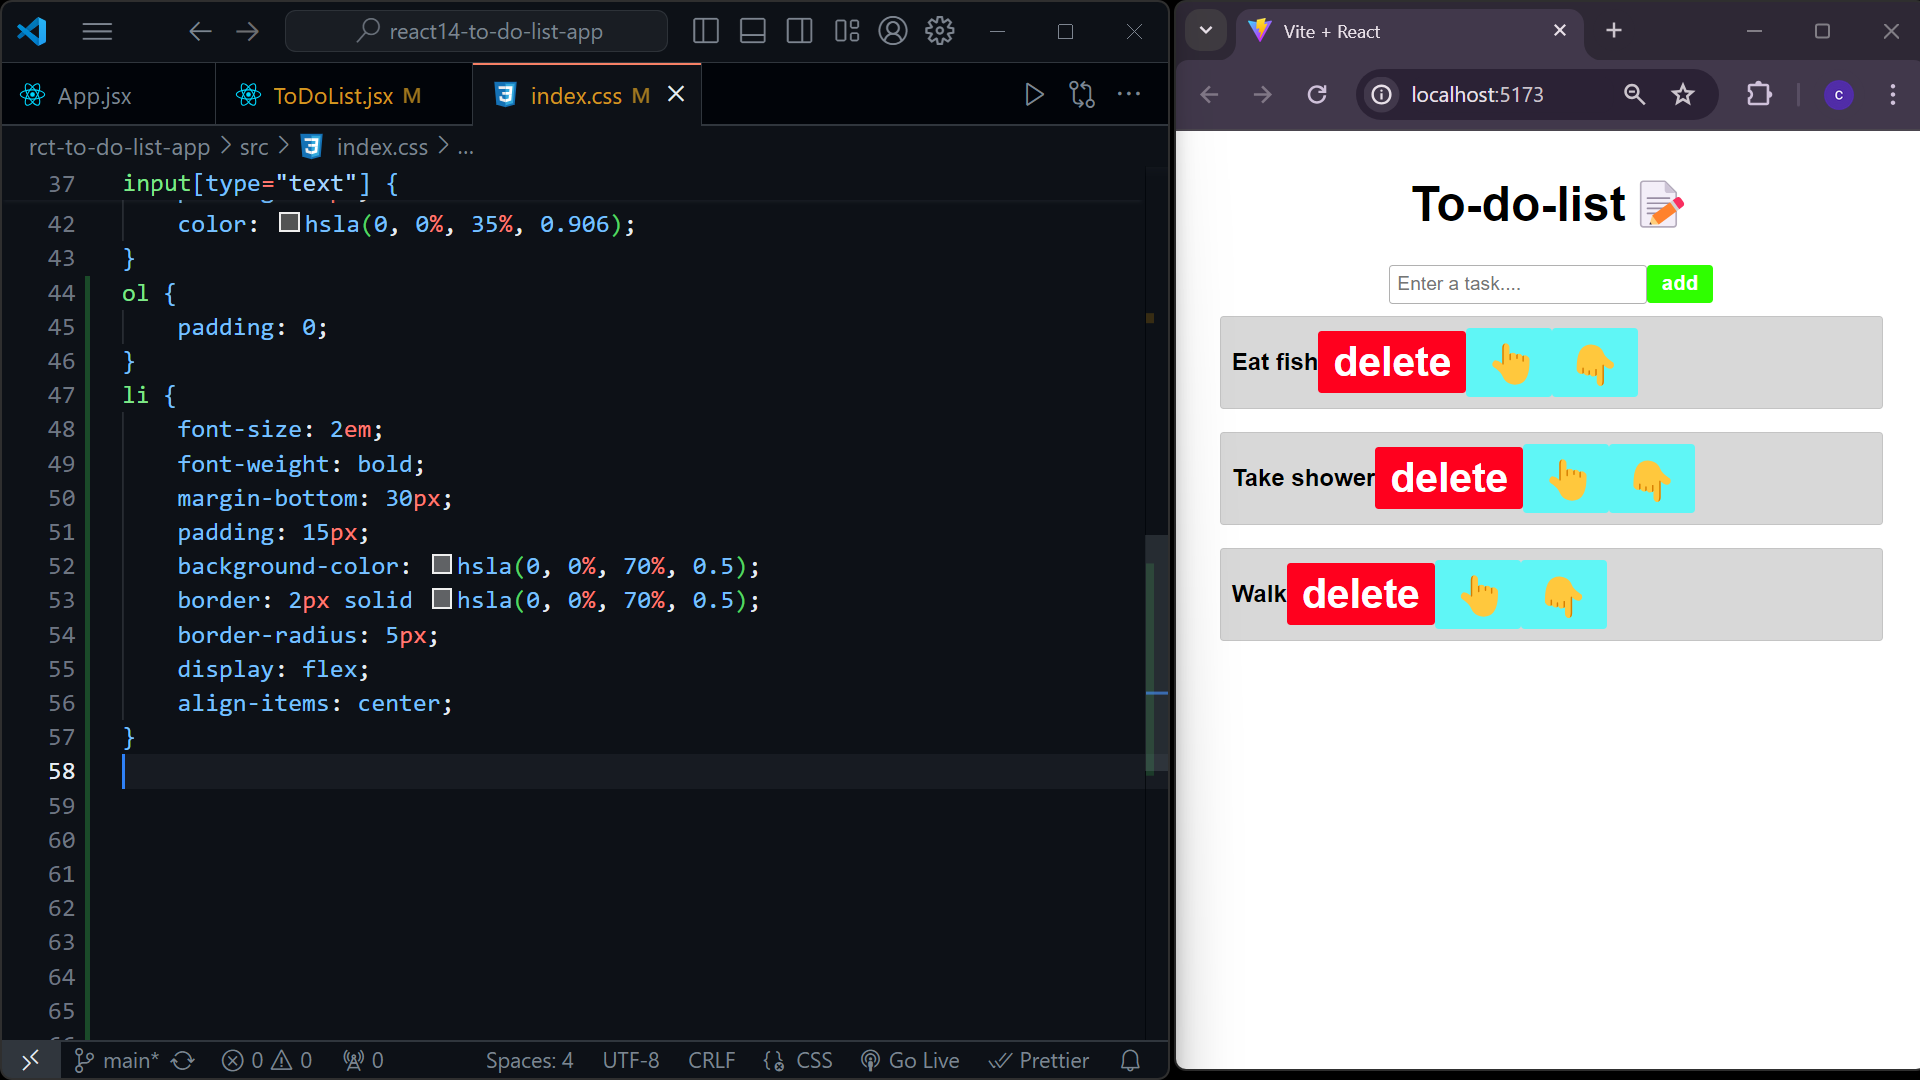 react14-to-do-list-app
App.jsx
ToDoList.jsx M
index.css M
rct-to-do-list-app > src > index.css > ...
37 input[type="text"] {
42 color: hsla(0, 0%, 35%, 0.906);
43 }
44 ol {
45 padding: 0;
46 }
47 li {
48 font-size: 2em;
49 font-weight: bold;
50 margin-bottom: 30px;
51 padding: 15px;
52 background-color: hsla(0, 0%, 70%, 0.5);
53 border: 2px solid hsla(0, 0%, 70%, 0.5);
54 border-radius: 5px;
55 display: flex;
56 align-items: center;
57 }
58
59
60
61
62
63
64
65
main* 0 0 0 Spaces: 4 UTF-8 CRLF CSS Go Live Prettier
Vite + React
localhost:5173
c
To-do-list
Enter a task.... add
Eat fish delete
Take shower delete
Walk delete